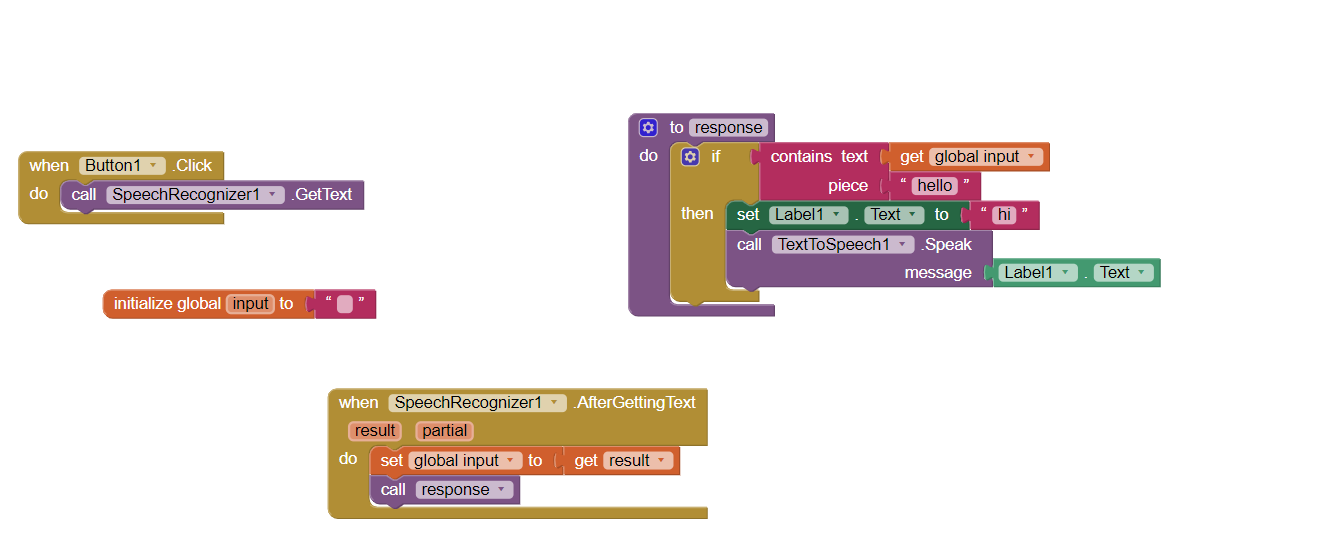 when Button1 .Click
do call SpeechRecognizer1 .GetText
initialize global input to “ ”
to response
do if contains text get global input
piece “ hello ”
then set Label1 . Text to “ hi ”
call TextToSpeech1 .Speak
message Label1 . Text
when SpeechRecognizer1 .AfterGettingText
result partial
do set global input to get result
call response